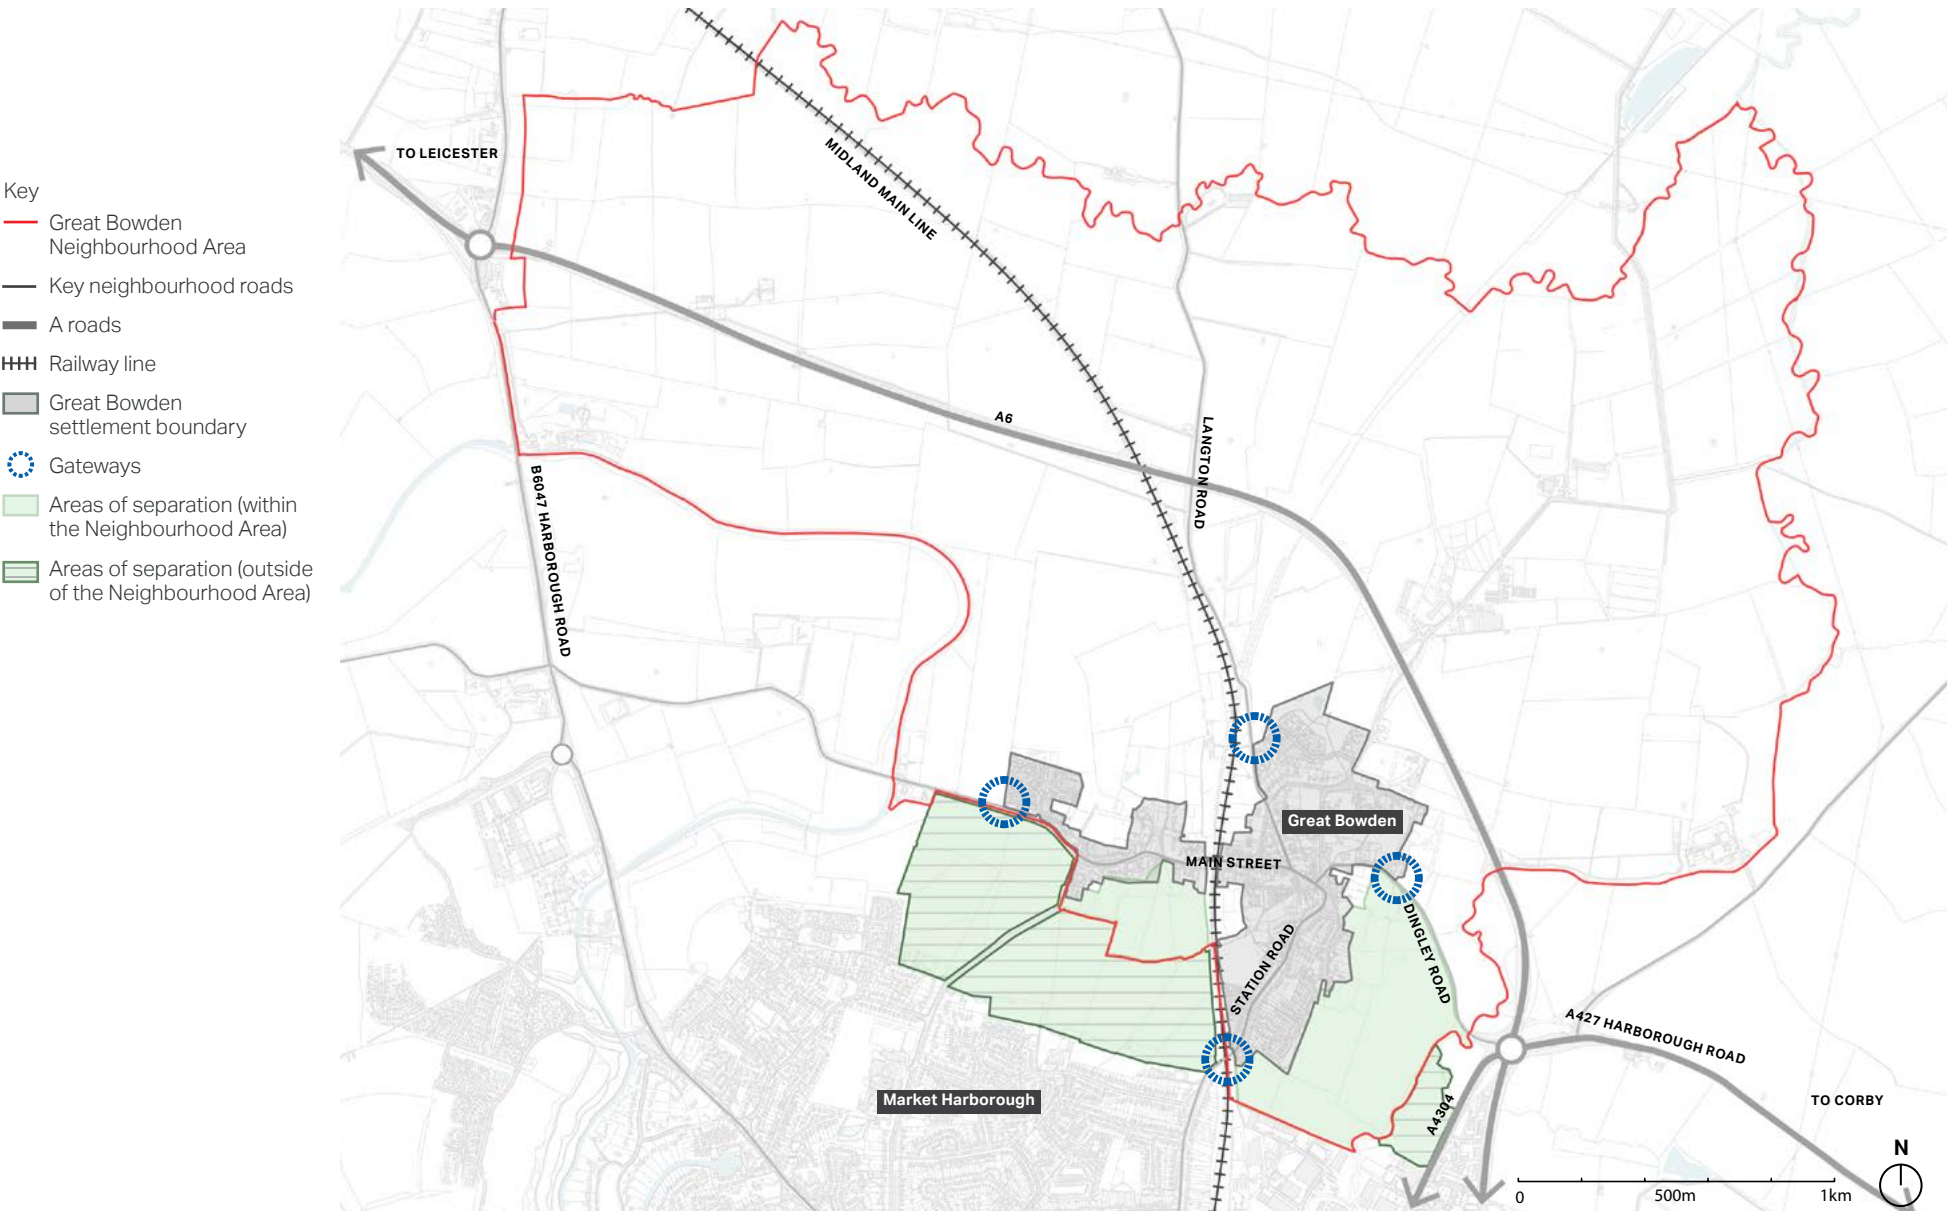 Key
Great Bowden
Neighbourhood Area
Key neighbourhood roads
A roads
Railway line
Great Bowden
settlement boundary
Gateways
Areas of separation (within
the Neighbourhood Area)
Areas of separation (outside
of the Neighbourhood Area)
TO LEICESTER
MIDLAND MAIN LINE
A6
LANGTON ROAD
B6047 HARBOROUGH ROAD
Great Bowden
MAIN STREET
DINGLEY ROAD
STATION ROAD
A427 HARBOROUGH ROAD
Market Harborough
A4304
TO CORBY
N
0
500m
1km